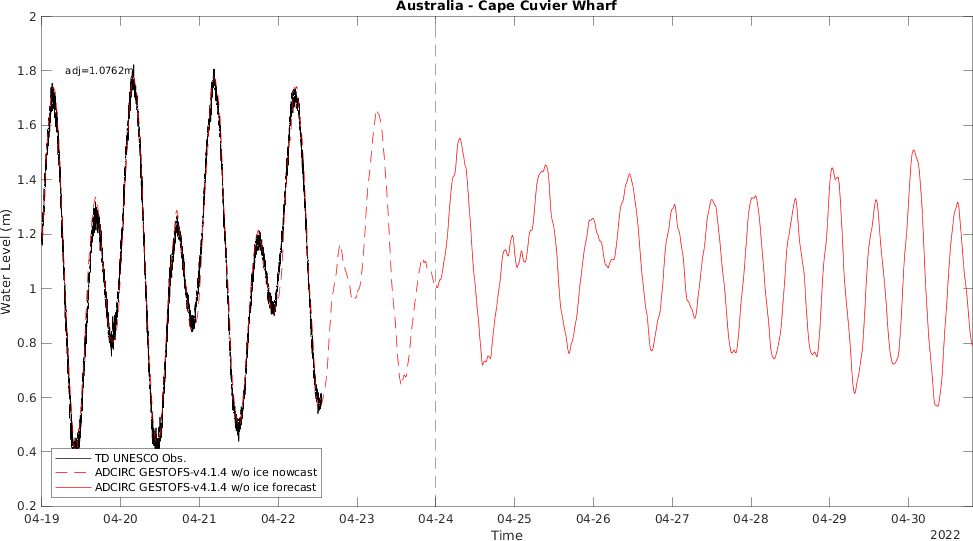 Australia - Cape Cuvier Wharf
2
1.8
1.6
1.4
1.2
1
0.8
0.6
0.4
0.2
Water Level (m)
adj=1.0762m
TD UNESCO Obs.
ADCIRC GESTOFS-v4.1.4 w/o ice nowcast
ADCIRC GESTOFS-v4.1.4 w/o ice forecast
04-19 04-20 04-21 04-22 04-23 04-24 04-25 04-26 04-27 04-28 04-29 04-30
Time
2022